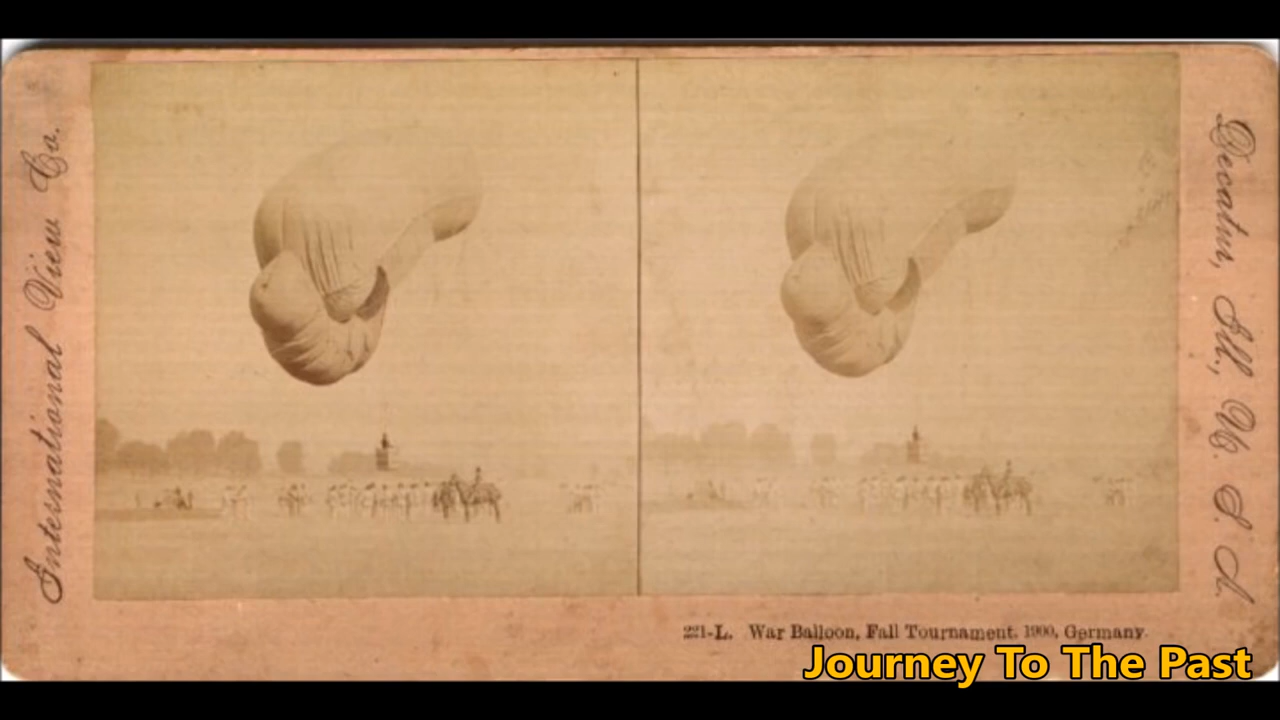 International View Co.
Decatur, Ill., U. S. A.
221-L. War Balloon, Fall Tournament, 1900, Germany.
Journey To The Past